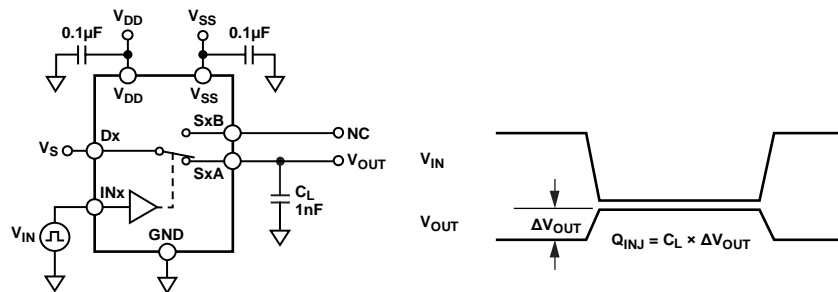 V_DD V_SS
0.1µF 0.1µF
V_DD V_SS
SxB NC
V_S Dx
SxA V_OUT
INx C_L
1nF
V_IN
GND
V_IN
V_OUT ΔV_OUT
Q_INJ = C_L × ΔV_OUT